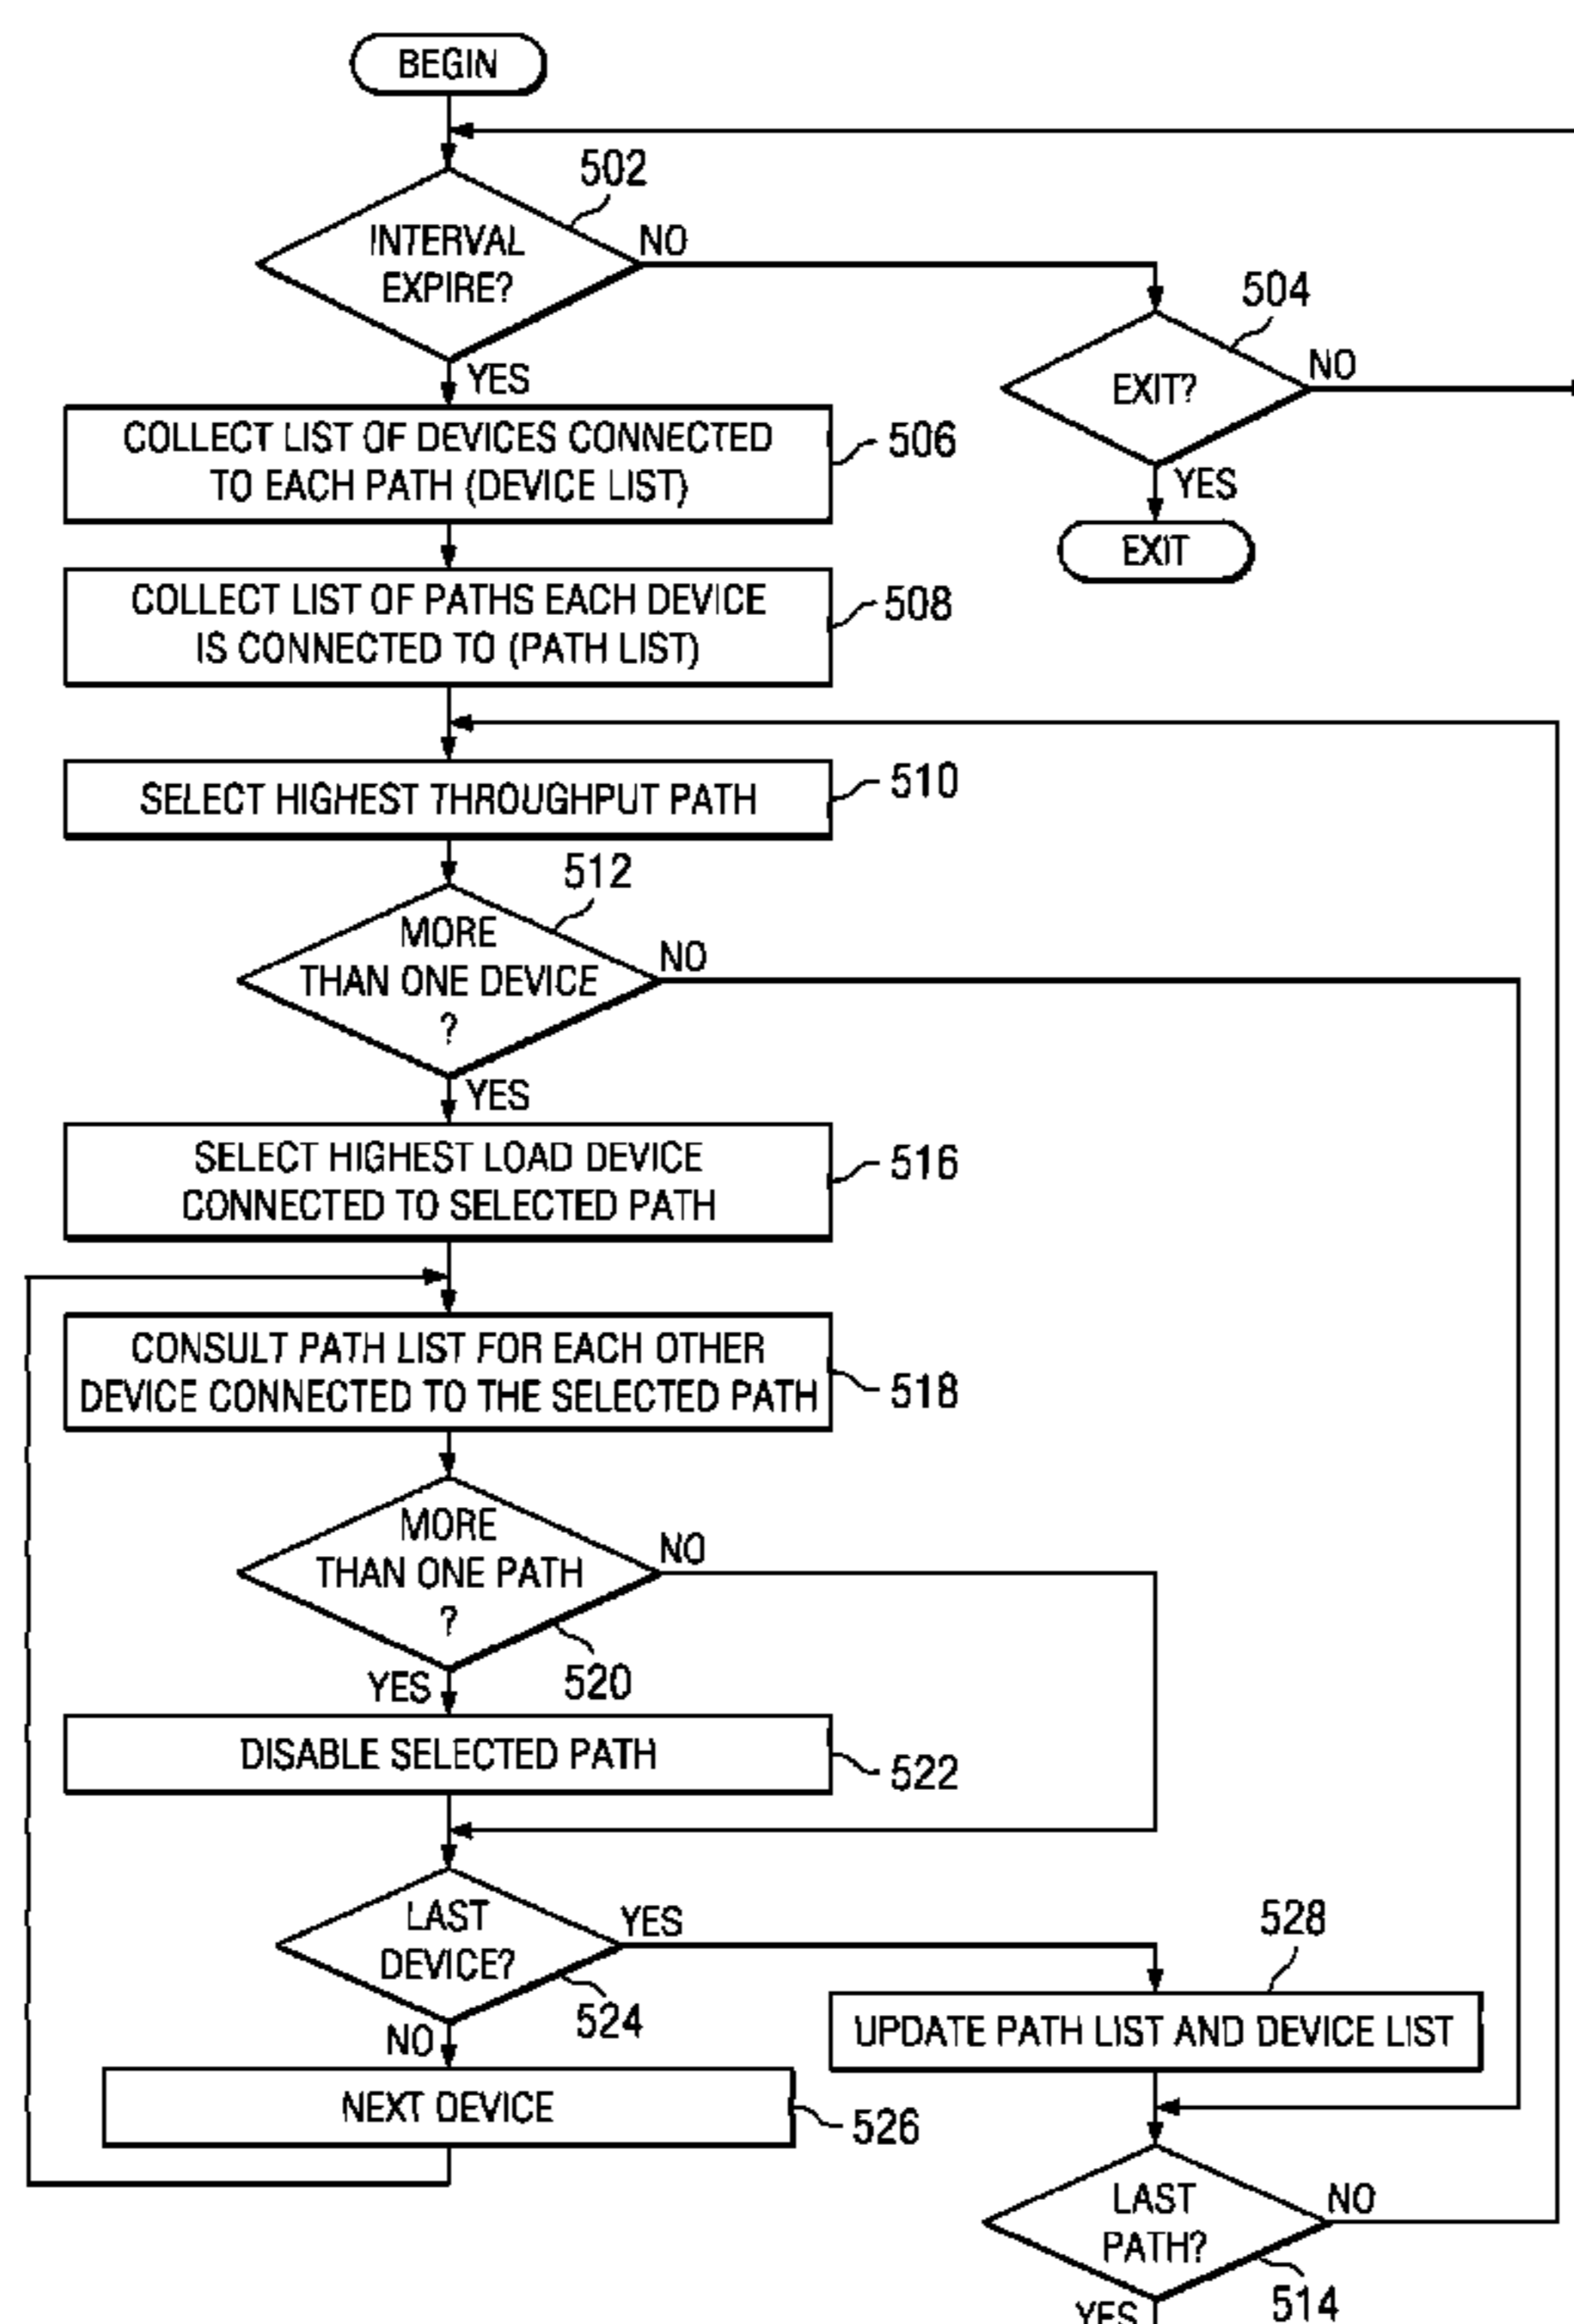 BEGIN
502
INTERVAL
EXPIRE?
NO
504
EXIT?
NO
YES
YES
EXIT
COLLECT LIST OF DEVICES CONNECTED
TO EACH PATH (DEVICE LIST)
506
COLLECT LIST OF PATHS EACH DEVICE
IS CONNECTED TO (PATH LIST)
508
SELECT HIGHEST THROUGHPUT PATH
510
512
MORE
THAN ONE DEVICE
?
NO
YES
SELECT HIGHEST LOAD DEVICE
CONNECTED TO SELECTED PATH
516
CONSULT PATH LIST FOR EACH OTHER
DEVICE CONNECTED TO THE SELECTED PATH
518
MORE
THAN ONE PATH
?
NO
520
YES
DISABLE SELECTED PATH
522
LAST
DEVICE?
YES
524
NO
528
UPDATE PATH LIST AND DEVICE LIST
NEXT DEVICE
526
LAST
PATH?
NO
514
YES